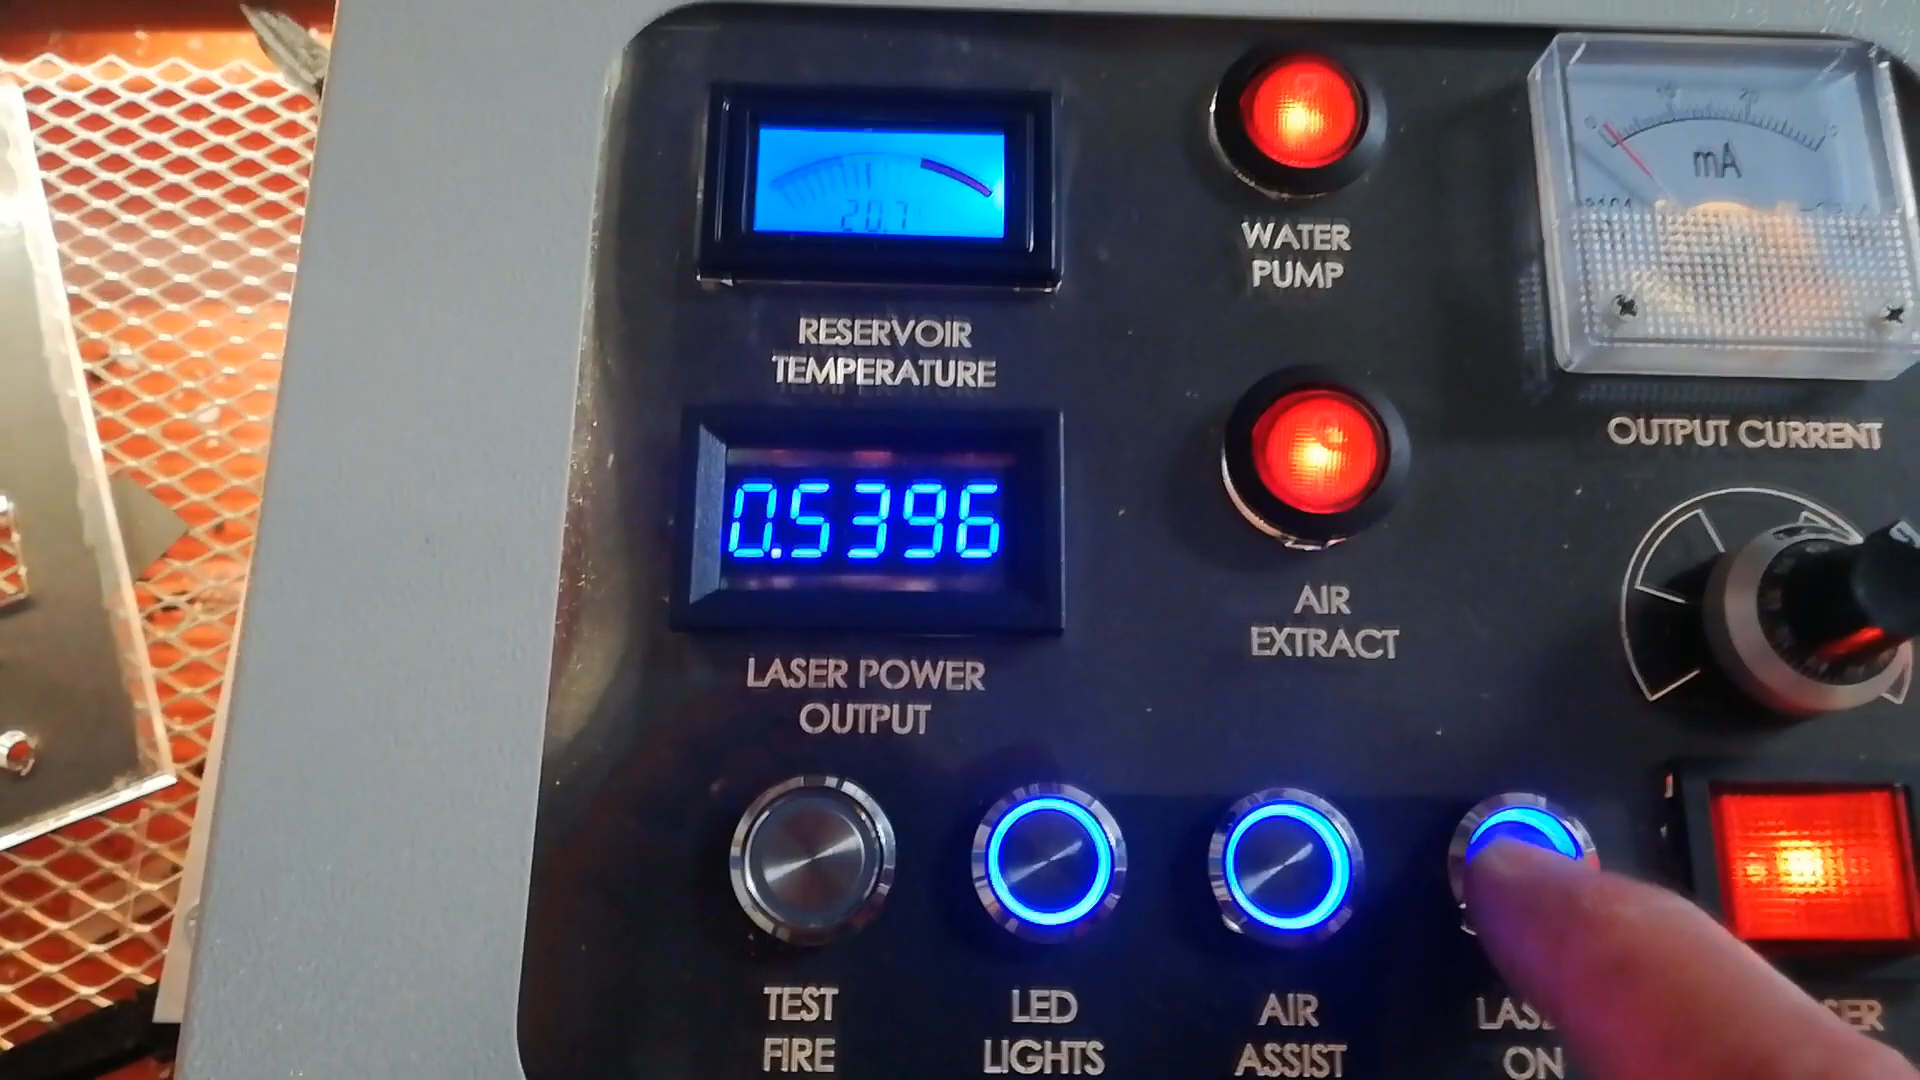 20.7
RESERVOIR
TEMPERATURE
WATER
PUMP
mA
OUTPUT CURRENT
0.5396
LASER POWER
OUTPUT
AIR
EXTRACT
TEST
FIRE
LED
LIGHTS
AIR
ASSIST
ON